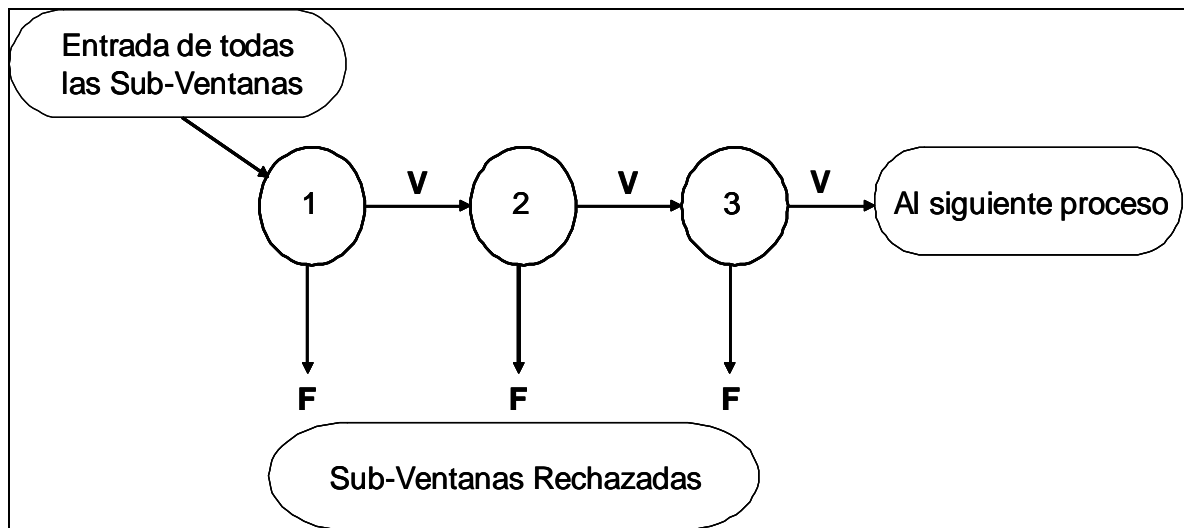 Entrada de todas
las Sub-Ventanas
1
V
2
V
3
V
Al siguiente proceso
F
F
F
Sub-Ventanas Rechazadas